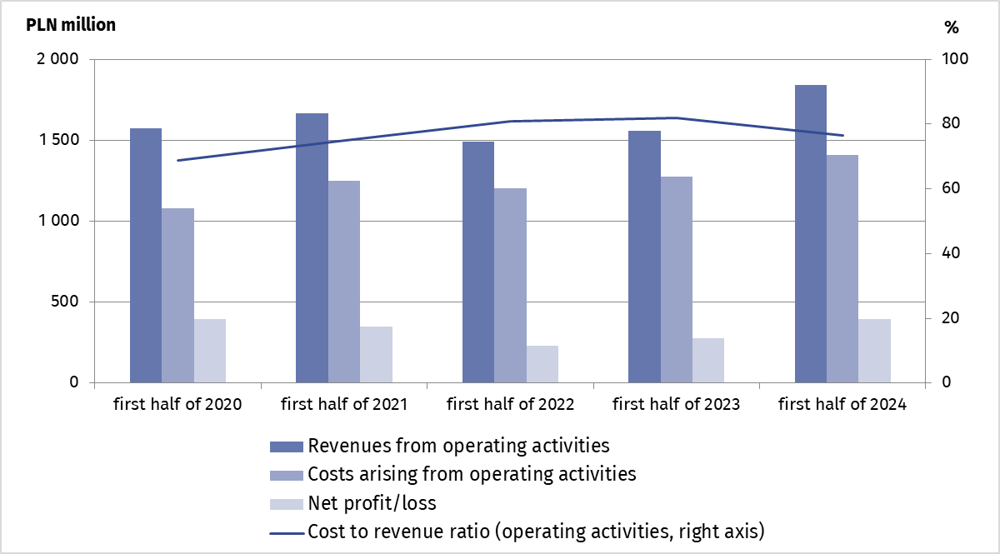 PLN million
%
2 000
100
80
1 500
60
1 000
40
500
20
0
0
first half of 2020
first half of 2021
first half of 2022
first half of 2023
first half of 2024
Revenues from operating activities
Costs arising from operating activities
Net profit/loss
Cost to revenue ratio (operating activities, right axis)